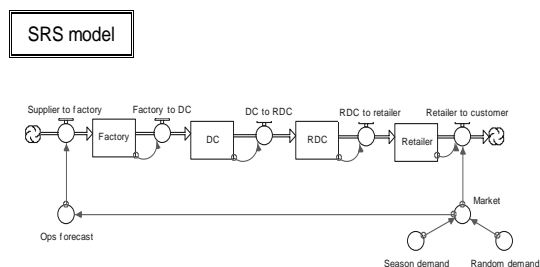 SRS model
Supplier to factory
Factory to DC
DC to RDC
RDC to retailer
Retailer to customer
Factory
DC
RDC
Retailer
Market
Ops forecast
Season demand
Random demand